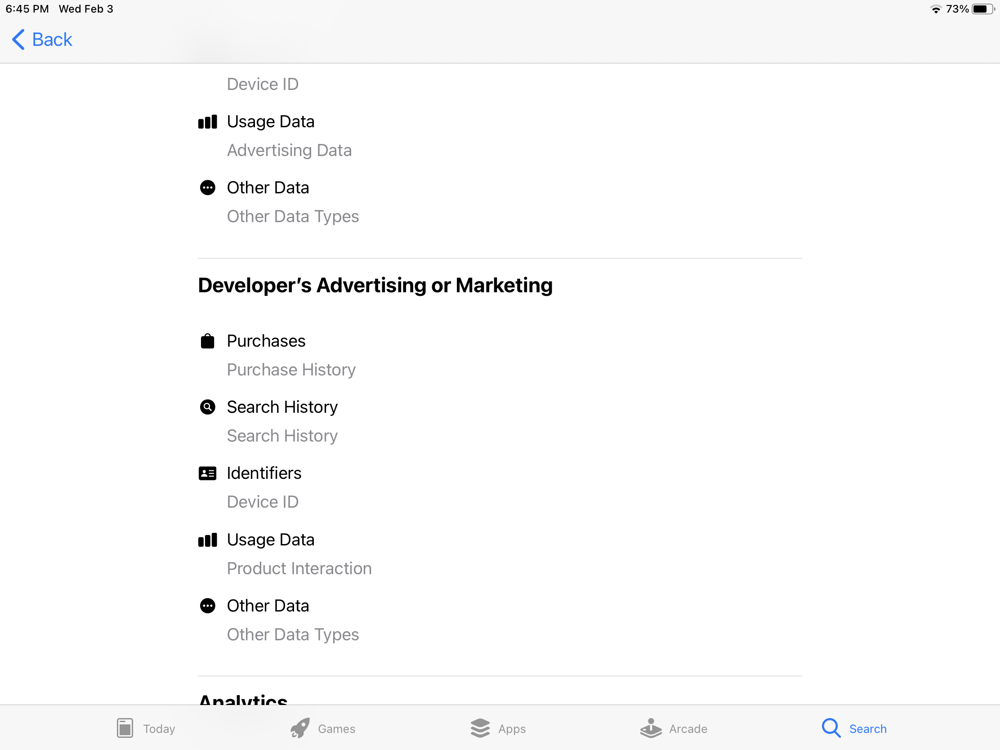 6:45 PM Wed Feb 3 73%
Back
Device ID
Usage Data
Advertising Data
Other Data
Other Data Types
Developer’s Advertising or Marketing
Purchases
Purchase History
Search History
Search History
Identifiers
Device ID
Usage Data
Product Interaction
Other Data
Other Data Types
Analytics
Today Games Apps Arcade Search